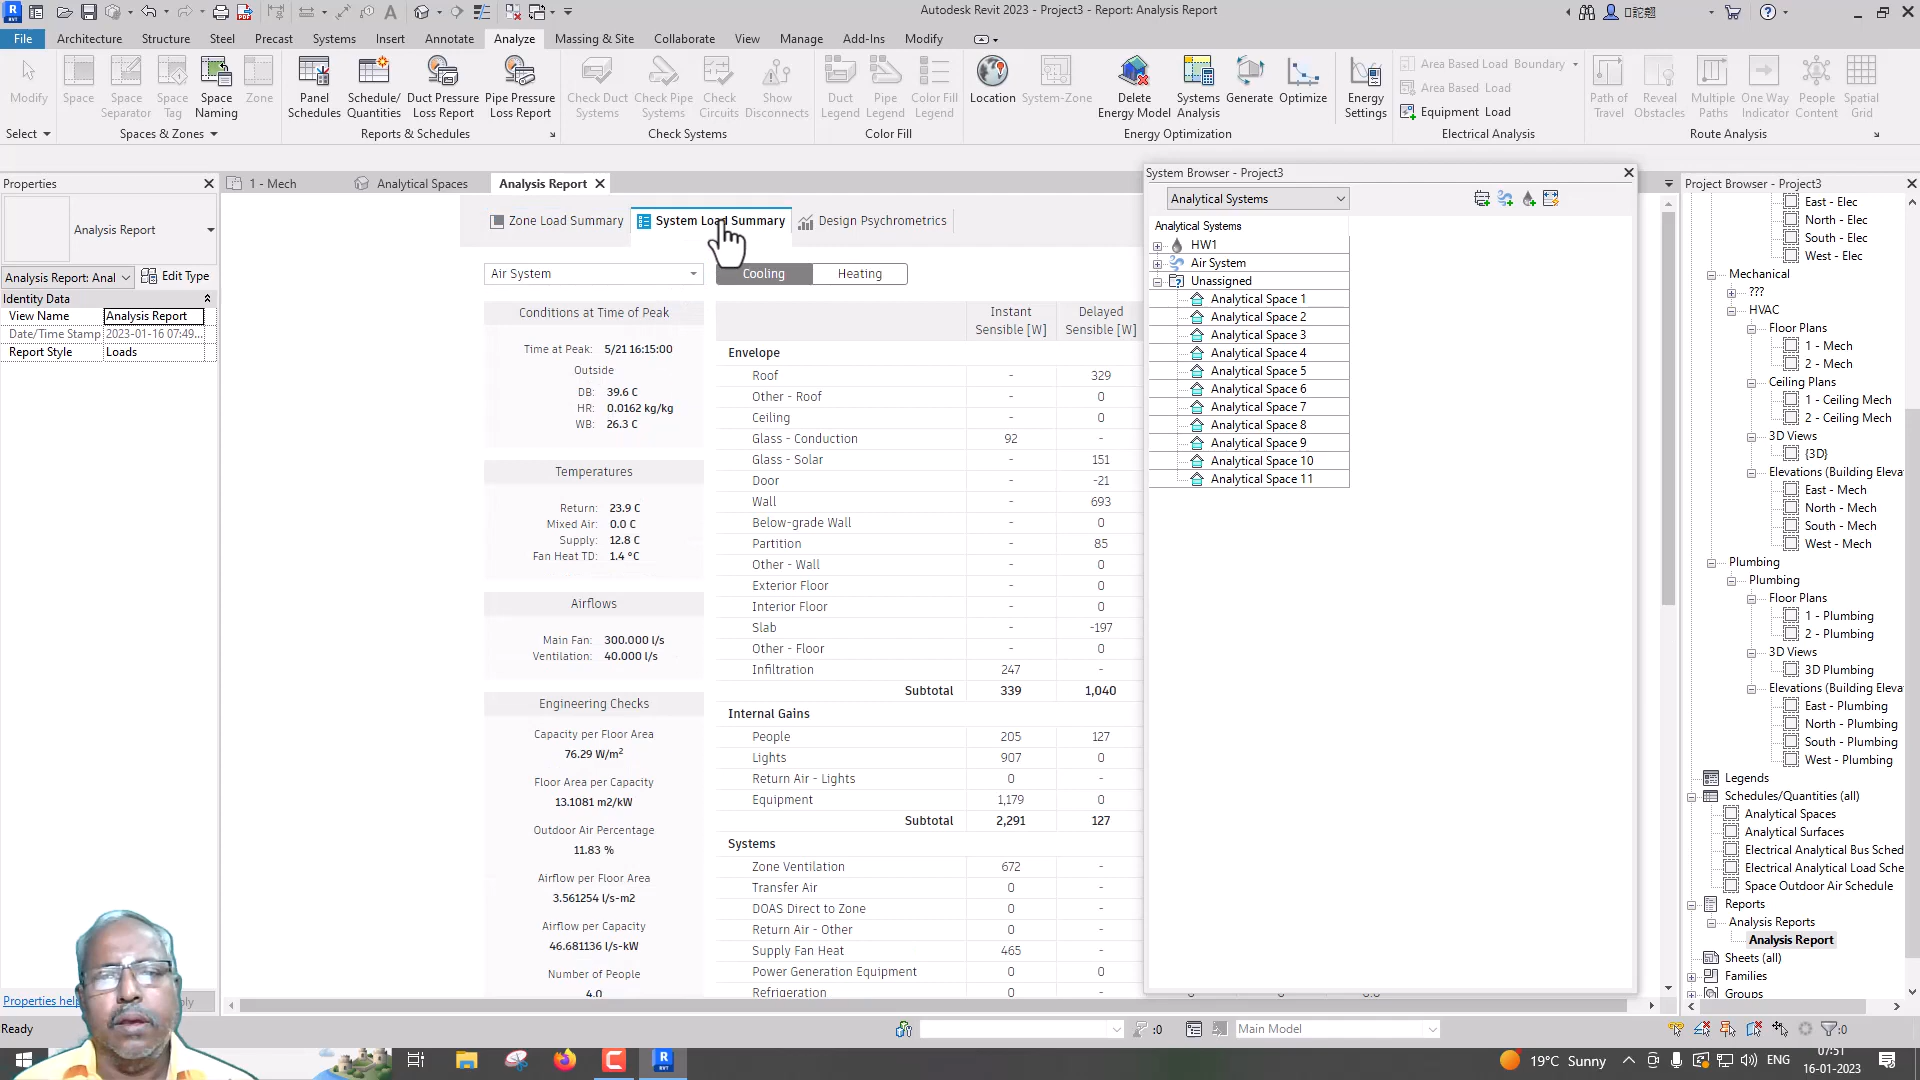 Autodesk Revit 2023 - Project3 - Report: Analysis Report
File Architecture Structure Steel Precast Systems Insert Annotate Analyze Massing & Site Collaborate View Manage Add-Ins Modify
Modify
Space
Space Separator
Space Tag
Space Naming
Zone
Panel Schedules
Schedule/ Quantities
Duct Pressure Loss Report
Pipe Pressure Loss Report
Check Duct Systems
Check Pipe Systems
Check Circuits
Show Disconnects
Duct Legend
Pipe Legend
Color Fill Legend
Location
System-Zone
Delete Energy Model
Systems Analysis
Generate
Optimize
Energy Settings
Area Based Load Boundary
Area Based Load
Equipment Load
Path of Travel
Reveal Obstacles
Multiple Paths
One Way Indicator
People Content
Spatial Grid
Select
Spaces & Zones
Reports & Schedules
Check Systems
Color Fill
Energy Optimization
Electrical Analysis
Route Analysis
Properties
Analysis Report
Analysis Report: Anal
Edit Type
Identity Data
View Name Analysis Report
Date/Time Stamp 2023-01-16 07:49...
Report Style Loads
Properties help
1 - Mech
Analytical Spaces
Analysis Report
Zone Load Summary
System Load Summary
Design Psychrometrics
Air System
Cooling
Heating
Conditions at Time of Peak
Time at Peak: 5/21 16:15:00
Outside
DB: 39.6 C
HR: 0.0162 kg/kg
WB: 26.3 C
Temperatures
Return: 23.9 C
Mixed Air: 0.0 C
Supply: 12.8 C
Fan Heat TD: 1.4 °C
Airflows
Main Fan: 300.000 l/s
Ventilation: 40.000 l/s
Engineering Checks
Capacity per Floor Area
76.29 W/m²
Floor Area per Capacity
13.1081 m2/kW
Outdoor Air Percentage
11.83 %
Airflow per Floor Area
3.561254 l/s-m2
Airflow per Capacity
46.681136 l/s-kW
Number of People
4.0
Instant Sensible [W]
Delayed Sensible [W]
Envelope
Roof - 329
Other - Roof - 0
Ceiling - 0
Glass - Conduction 92 -
Glass - Solar - 151
Door - -21
Wall - 693
Below-grade Wall - 0
Partition - 85
Other - Wall - 0
Exterior Floor - 0
Interior Floor - 0
Slab - -197
Other - Floor - 0
Infiltration 247 -
Subtotal 339 1,040
Internal Gains
People 205 127
Lights 907 0
Return Air - Lights 0 -
Equipment 1,179 0
Subtotal 2,291 127
Systems
Zone Ventilation 672 -
Transfer Air 0 -
DOAS Direct to Zone 0 -
Return Air - Other 0 -
Supply Fan Heat 465 -
Power Generation Equipment 0 0
Refrigeration 0 0
System Browser - Project3
Analytical Systems
Analytical Systems
HW1
Air System
Unassigned
Analytical Space 1
Analytical Space 2
Analytical Space 3
Analytical Space 4
Analytical Space 5
Analytical Space 6
Analytical Space 7
Analytical Space 8
Analytical Space 9
Analytical Space 10
Analytical Space 11
Project Browser - Project3
East - Elec
North - Elec
South - Elec
West - Elec
Mechanical
???
HVAC
Floor Plans
1 - Mech
2 - Mech
Ceiling Plans
1 - Ceiling Mech
2 - Ceiling Mech
3D Views
{3D}
Elevations (Building Eleva
East - Mech
North - Mech
South - Mech
West - Mech
Plumbing
Plumbing
Floor Plans
1 - Plumbing
2 - Plumbing
3D Views
3D Plumbing
Elevations (Building Eleva
East - Plumbing
North - Plumbing
South - Plumbing
West - Plumbing
Legends
Schedules/Quantities (all)
Analytical Spaces
Analytical Surfaces
Electrical Analytical Bus Sched
Electrical Analytical Load Sche
Space Outdoor Air Schedule
Reports
Analysis Reports
Analysis Report
Sheets (all)
Families
Groups
Ready
:0
Main Model
:0
19°C Sunny
ENG
07:51
16-01-2023